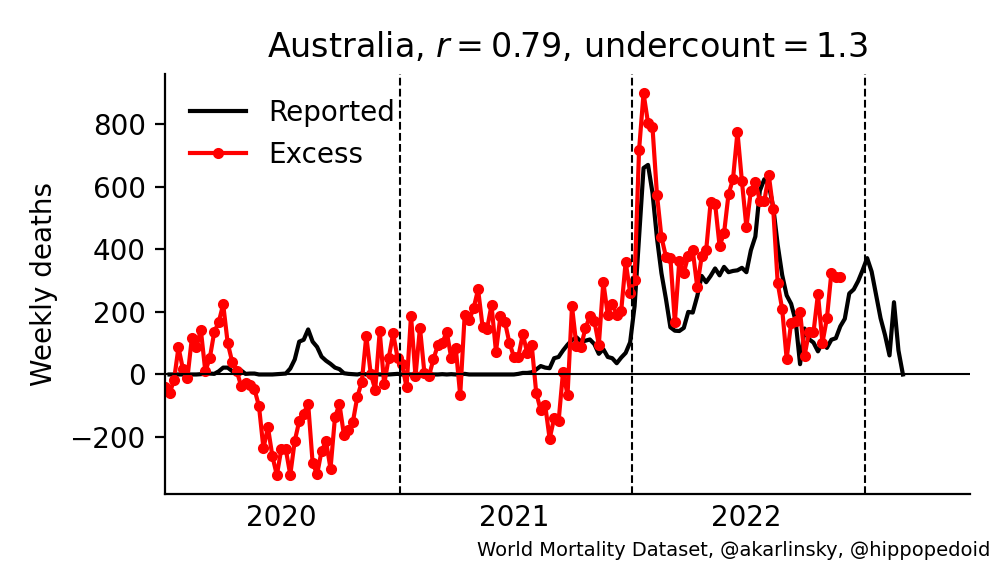 Australia, r = 0.79, undercount = 1.3
Reported
Excess
Weekly deaths
800
600
400
200
0
−200
2020
2021
2022
World Mortality Dataset, @akarlinsky, @hippopedoid